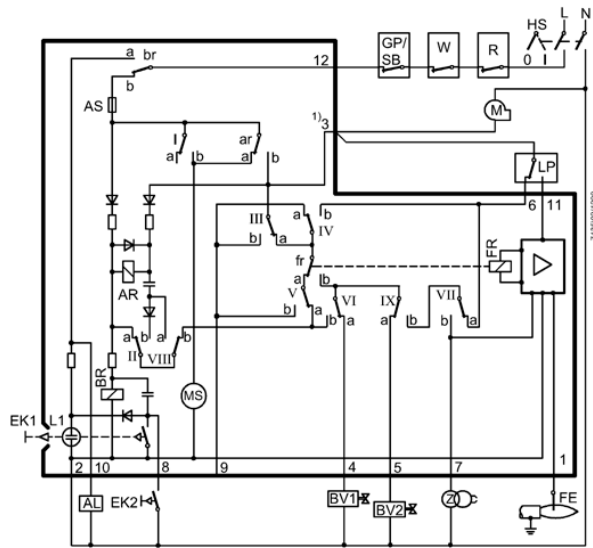 HS L N
0 I
GP/
SB
W
R
a br
b
12
AS
M
1) 3
I
ar
a b a b
LP
6 11
III
b a
a b
IV
fr
a b
FR
AR
V
b a
VI
b a
IX
a b
VII
b a
a b a b
II VIII
BR
MS
EK1 L1
2 10 8 9 4 5 7 1
AL
EK2
BV1
BV2
Z
FE